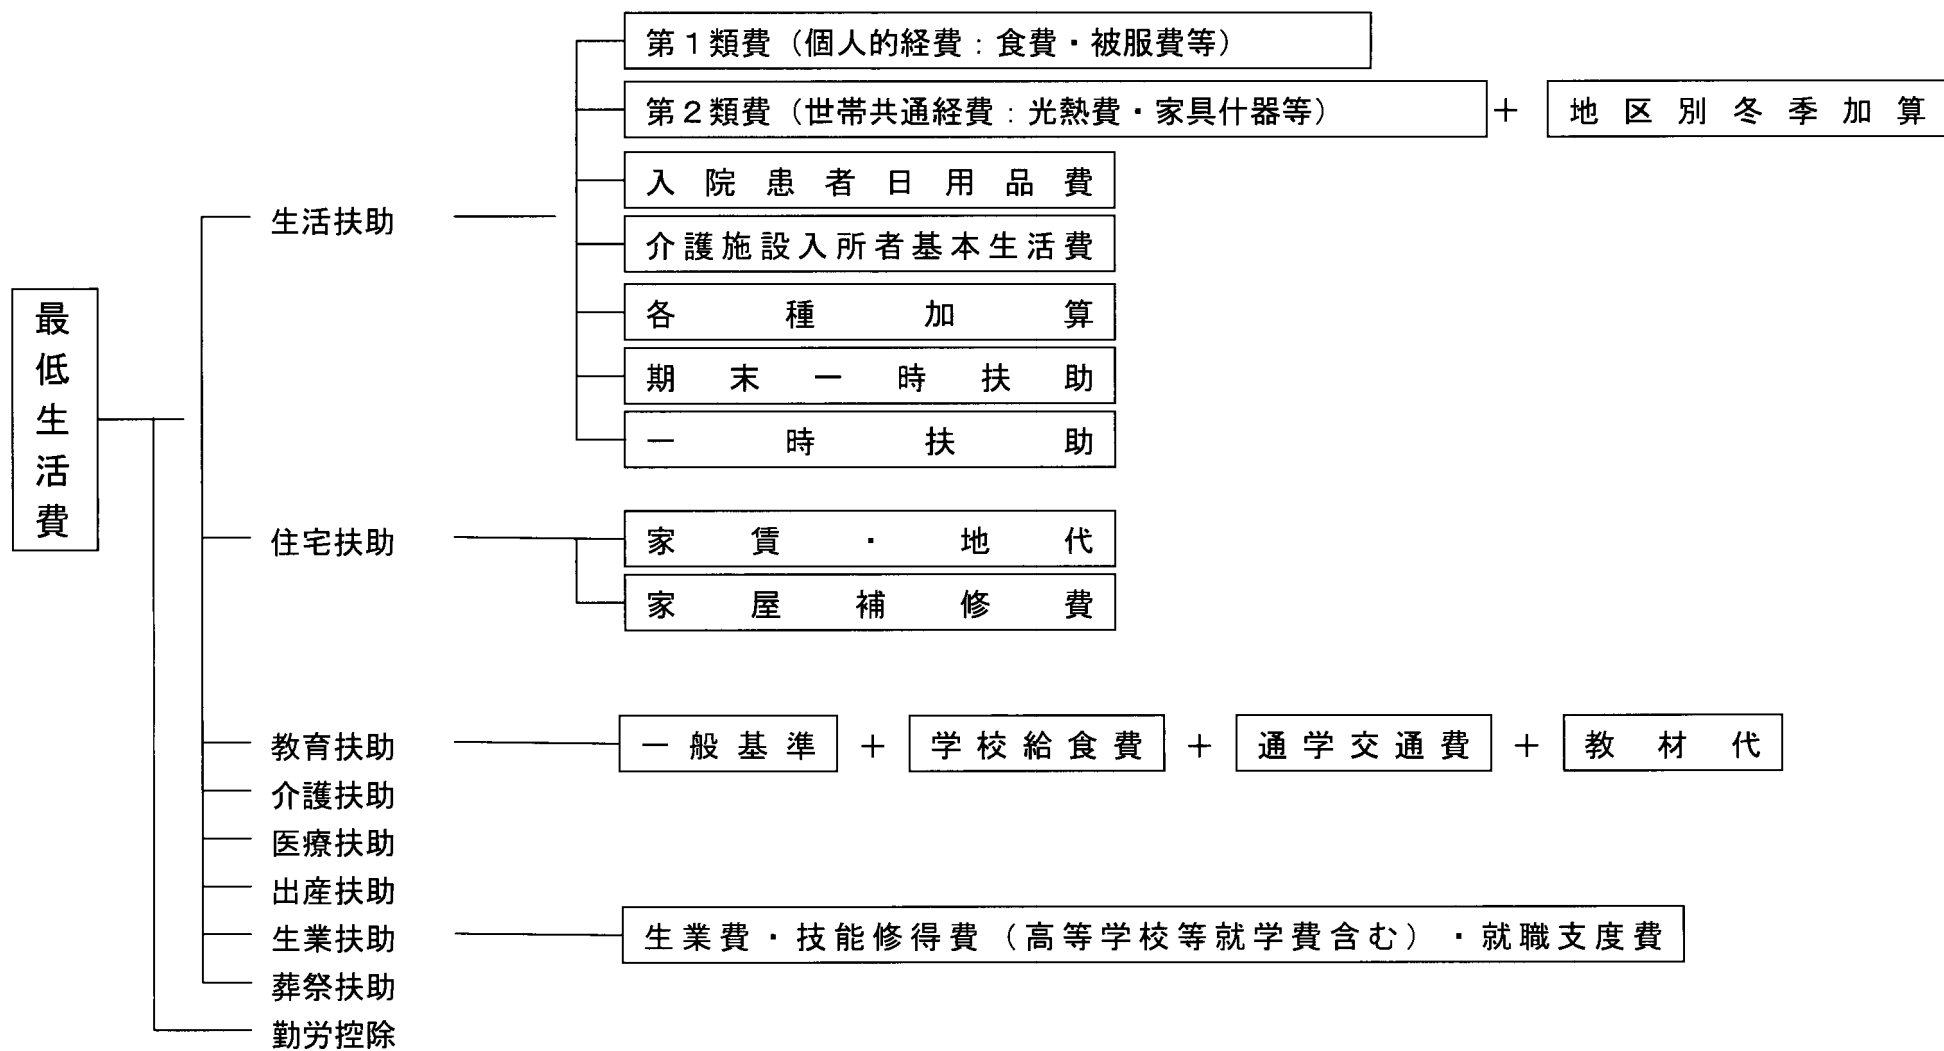 最低生活費
生活扶助
第１類費（個人的経費：食費・被服費等）
第２類費（世帯共通経費：光熱費・家具什器等） ＋ 地区別冬季加算
入院患者日用品費
介護施設入所者基本生活費
各種加算
期末一時扶助
一時扶助
住宅扶助
家賃・地代
家屋補修費
教育扶助
一般基準 ＋ 学校給食費 ＋ 通学交通費 ＋ 教材代
介護扶助
医療扶助
出産扶助
生業扶助
生業費・技能修得費（高等学校等就学費含む）・就職支度費
葬祭扶助
勤労控除